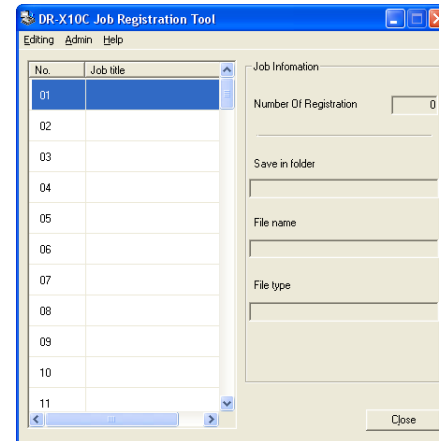 DR-X10C Job Registration Tool
Editing Admin Help
No. Job title
01
02
03
04
05
06
07
08
09
10
11
Job Infomation
Number Of Registration 0
Save in folder
File name
File type
Close